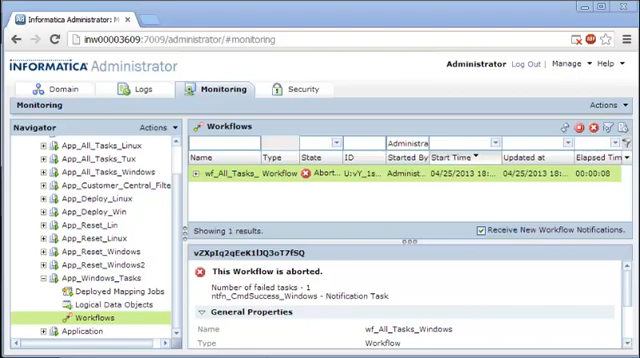 Informatica Administrator: M
inw00003609:7009/administrator/#monitoring
INFORMATICA Administrator
Administrator Log Out Manage Help
Domain Logs Monitoring Security
Monitoring Actions
Navigator Actions
App_All_Tasks_Linux
App_All_Tasks_Tux
App_All_Tasks_Windows
App_Customer_Central_Filte
App_Deploy_Linux
App_Deploy_Win
App_Reset_Lin
App_Reset_Linux
App_Reset_Windows
App_Reset_Windows2
App_Windows_Tasks
Deployed Mapping Jobs
Logical Data Objects
Workflows
Application
Workflows
Administra
Name Type State ID Started By Start Time Updated at Elapsed Time
wf_All_Tasks_ Workflow Abort... U:vY_1s Administ... 04/25/2013 18:... 04/25/2013 18:... 00:00:08
Showing 1 results. Receive New Workflow Notifications.
This Workflow is aborted.
Number of failed tasks - 1
ntfn_CmdSuccess_Windows - Notification Task
General Properties
Name wf_All_Tasks_Windows
Type Workflow